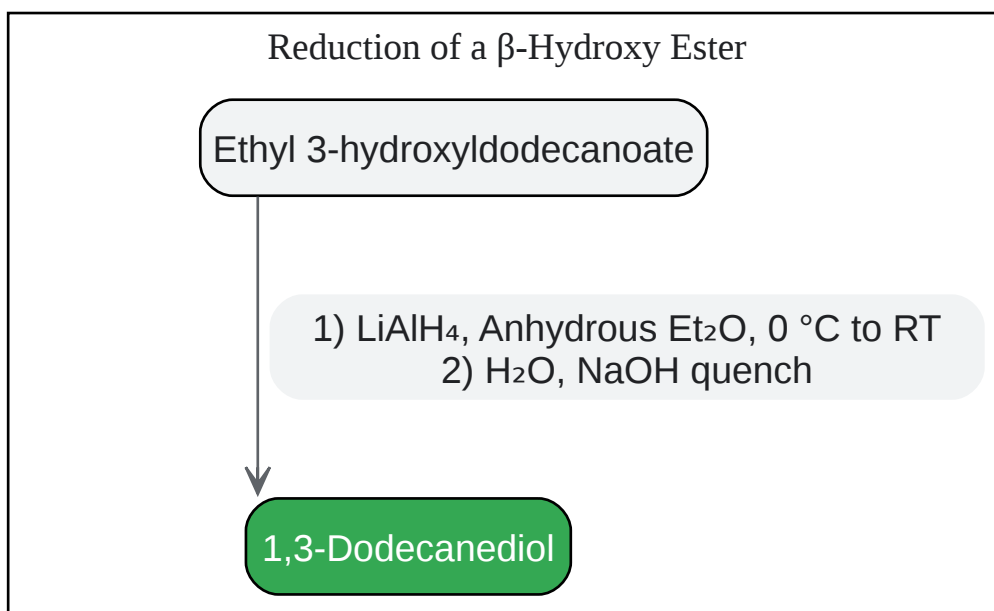 Reduction of a β-Hydroxy Ester
Ethyl 3-hydroxyldodecanoate
1) LiAlH₄, Anhydrous Et₂O, 0 °C to RT
2) H₂O, NaOH quench
1,3-Dodecanediol